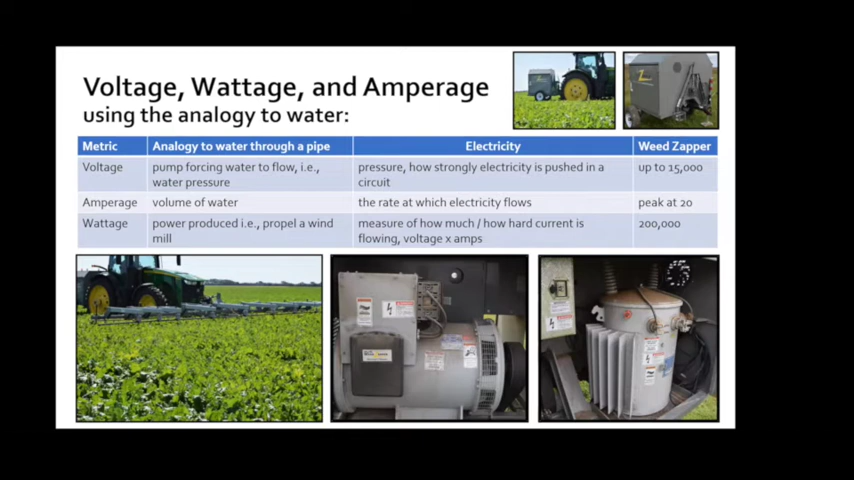 Voltage, Wattage, and Amperage
using the analogy to water:
Metric Analogy to water through a pipe Electricity Weed Zapper
Voltage pump forcing water to flow, i.e., pressure, how strongly electricity is pushed in a up to 15,000
water pressure circuit
Amperage volume of water the rate at which electricity flows peak at 20
Wattage power produced i.e., propel a wind measure of how much / how hard current is 200,000
mill flowing, voltage x amps